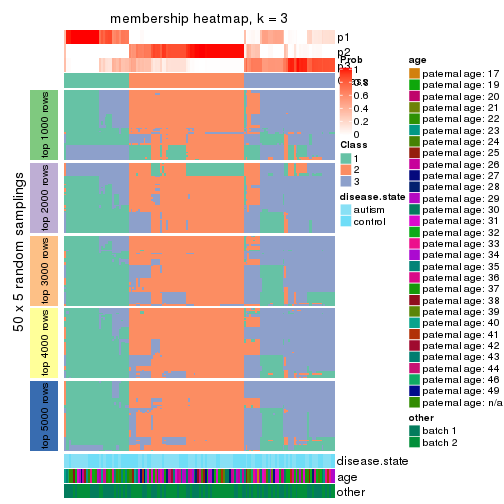 membership heatmap, k = 3
p1
p2
p3
50 x 5 random samplings
top 1000 rows
top 2000 rows
top 3000 rows
top 4000 rows
top 5000 rows
disease.state
age
other
Prob
1
0.8
0.6
0.4
0.2
0
Class
1
2
3
disease.state
autism
control
age
paternal age: 17
paternal age: 19
paternal age: 20
paternal age: 21
paternal age: 22
paternal age: 23
paternal age: 24
paternal age: 25
paternal age: 26
paternal age: 27
paternal age: 28
paternal age: 29
paternal age: 30
paternal age: 31
paternal age: 32
paternal age: 33
paternal age: 34
paternal age: 35
paternal age: 36
paternal age: 37
paternal age: 38
paternal age: 39
paternal age: 40
paternal age: 41
paternal age: 42
paternal age: 43
paternal age: 44
paternal age: 46
paternal age: 49
paternal age: n/a
other
batch 1
batch 2